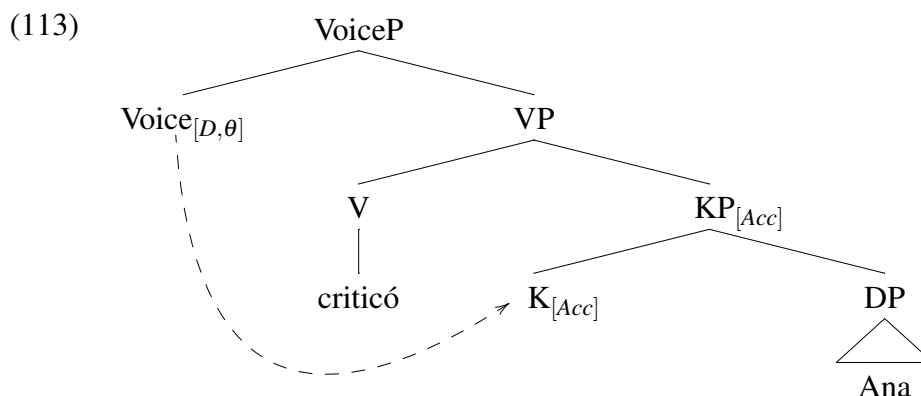 (113) VoiceP
Voice[D,θ] VP
V KP[Acc]
criticó K[Acc] DP
Ana